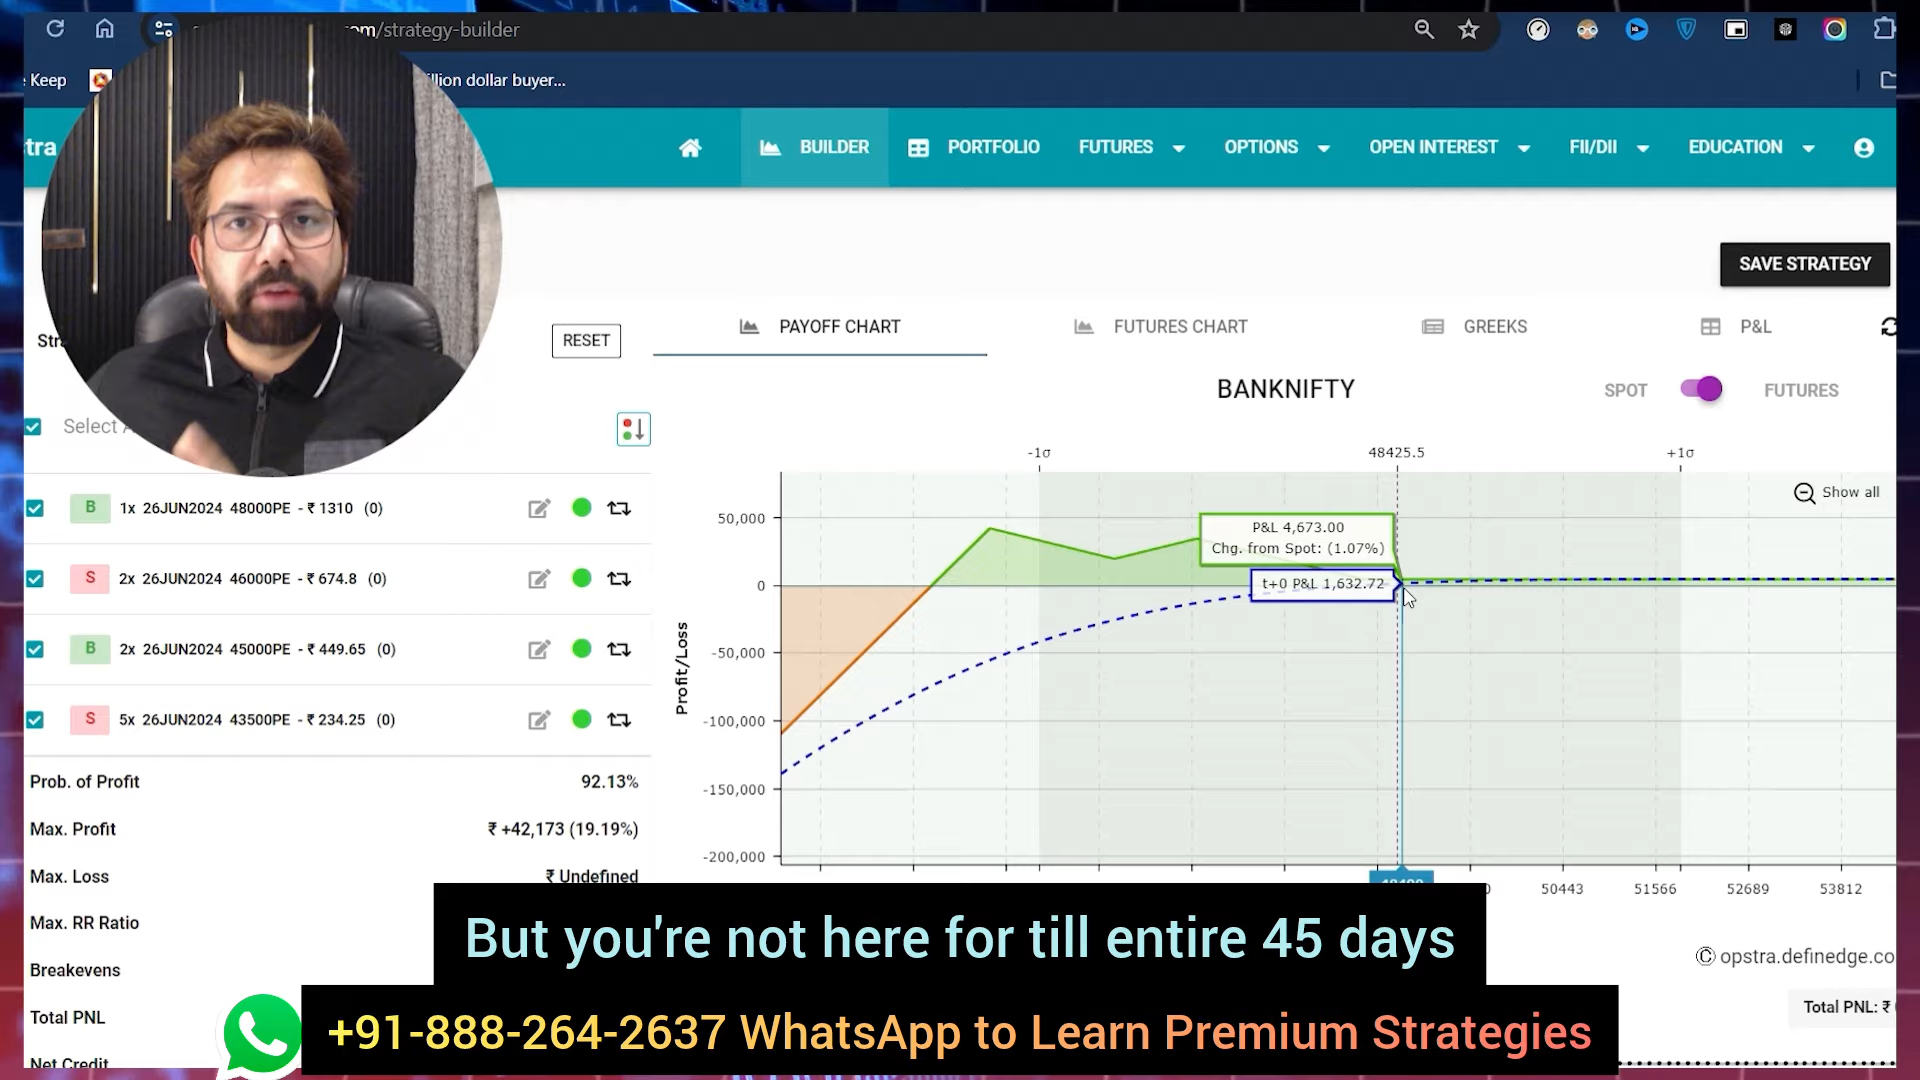 om/strategy-builder
Keep
llion dollar buyer...
stra
BUILDER
PORTFOLIO
FUTURES
OPTIONS
OPEN INTEREST
FII/DII
EDUCATION
SAVE STRATEGY
RESET
PAYOFF CHART
FUTURES CHART
GREEKS
P&L
BANKNIFTY
SPOT
FUTURES
Select
-1σ
48425.5
+1σ
Show all
B 1x 26JUN2024 48000PE - ₹ 1310 (0)
S 2x 26JUN2024 46000PE - ₹ 674.8 (0)
B 2x 26JUN2024 45000PE - ₹ 449.65 (0)
S 5x 26JUN2024 43500PE - ₹ 234.25 (0)
Prob. of Profit 92.13%
Max. Profit ₹ +42,173 (19.19%)
Max. Loss ₹ Undefined
Max. RR Ratio
Breakevens
Total PNL
Net Credit
Profit/Loss
50,000
0
-50,000
-100,000
-150,000
-200,000
P&L 4,673.00
Chg. from Spot: (1.07%)
t+0 P&L 1,632.72
50443
51566
52689
53812
© opstra.definedge.co
Total PNL: ₹
But you're not here for till entire 45 days
+91-888-264-2637 WhatsApp to Learn Premium Strategies